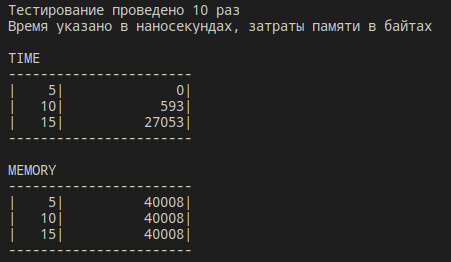 Тестирование проведено 10 раз
Время указано в наносекундах, затраты памяти в байтах
TIME
-----------------------
|    5|              0|
|   10|            593|
|   15|          27053|
-----------------------
MEMORY
-----------------------
|    5|          40008|
|   10|          40008|
|   15|          40008|
-----------------------